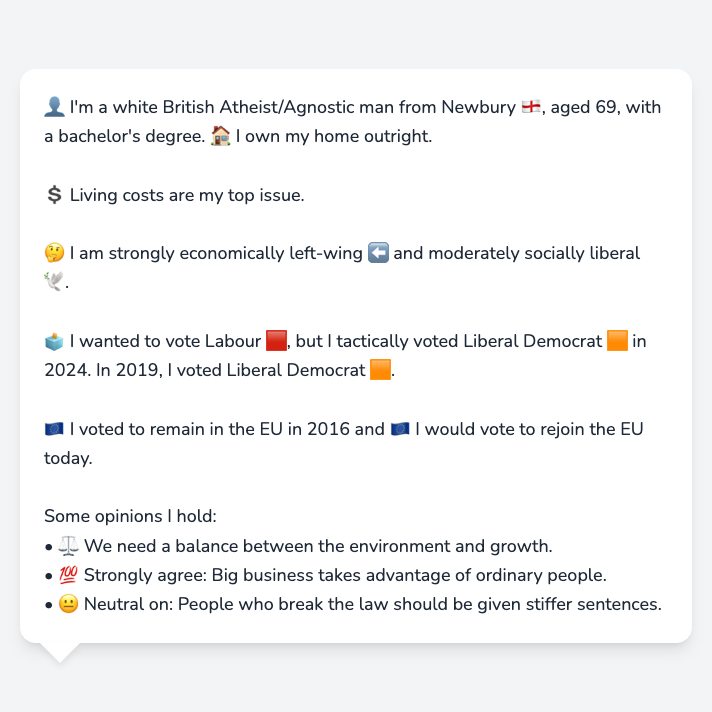 👤 I'm a white British Atheist/Agnostic man from Newbury 🏴󠁧󠁢󠁥󠁮󠁧󠁿, aged 69, with
a bachelor's degree. 🏠 I own my home outright.
💲 Living costs are my top issue.
🤔 I am strongly economically left-wing ⬅️ and moderately socially liberal
🕊️.
🗳️ I wanted to vote Labour 🟥, but I tactically voted Liberal Democrat 🟧 in
2024. In 2019, I voted Liberal Democrat 🟧.
🇪🇺 I voted to remain in the EU in 2016 and 🇪🇺 I would vote to rejoin the EU
today.
Some opinions I hold:
• ⚖️ We need a balance between the environment and growth.
• 💯 Strongly agree: Big business takes advantage of ordinary people.
• 😐 Neutral on: People who break the law should be given stiffer sentences.